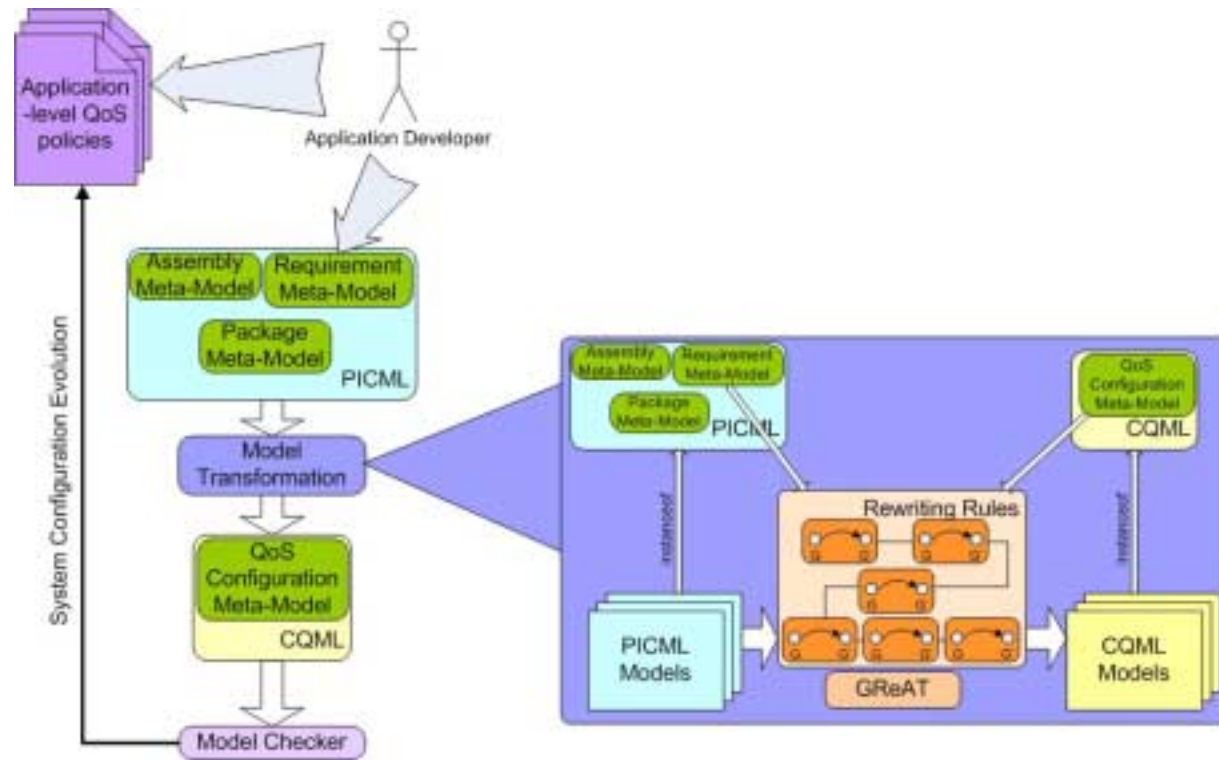 Application
-level QoS
policies
Application Developer
Assembly
Meta-Model
Requirement
Meta-Model
Package
Meta-Model
PICML
System Configuration Evolution
Model
Transformation
QoS
Configuration
Meta-Model
CQML
Model Checker
Assembly
Meta-Model
Requirement
Meta-Model
Package
Meta-Model
PICML
QoS
Configuration
Meta-Model
CQML
instanceof
instanceof
Rewriting Rules
G G'
G G'
G G'
G G'
G G'
G G'
PICML
Models
GReAT
CQML
Models